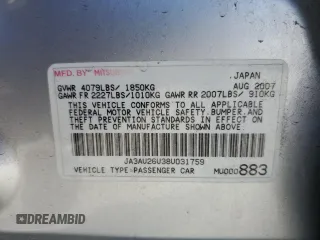 MFD. BY MITSUBISHI
JAPAN
GVWR 4079LBS/ 1850KG AUG 2007
GAWR FR 2227LBS/1010KG GAWR RR 2007LBS/ 910KG
THIS VEHICLE CONFORMS TO ALL APPLICABLE
FEDERAL MOTOR VEHICLE SAFETY,BUMPER,AND
THEFT PREVENTION STANDARDS IN EFFECT ON
THE DATE OF MANUFACTURE SHOWN ABOVE.
JA3AU26U38U031759
VEHICLE TYPE:PASSENGER CAR MU000883
DREAMBID
DREAMBID.COM